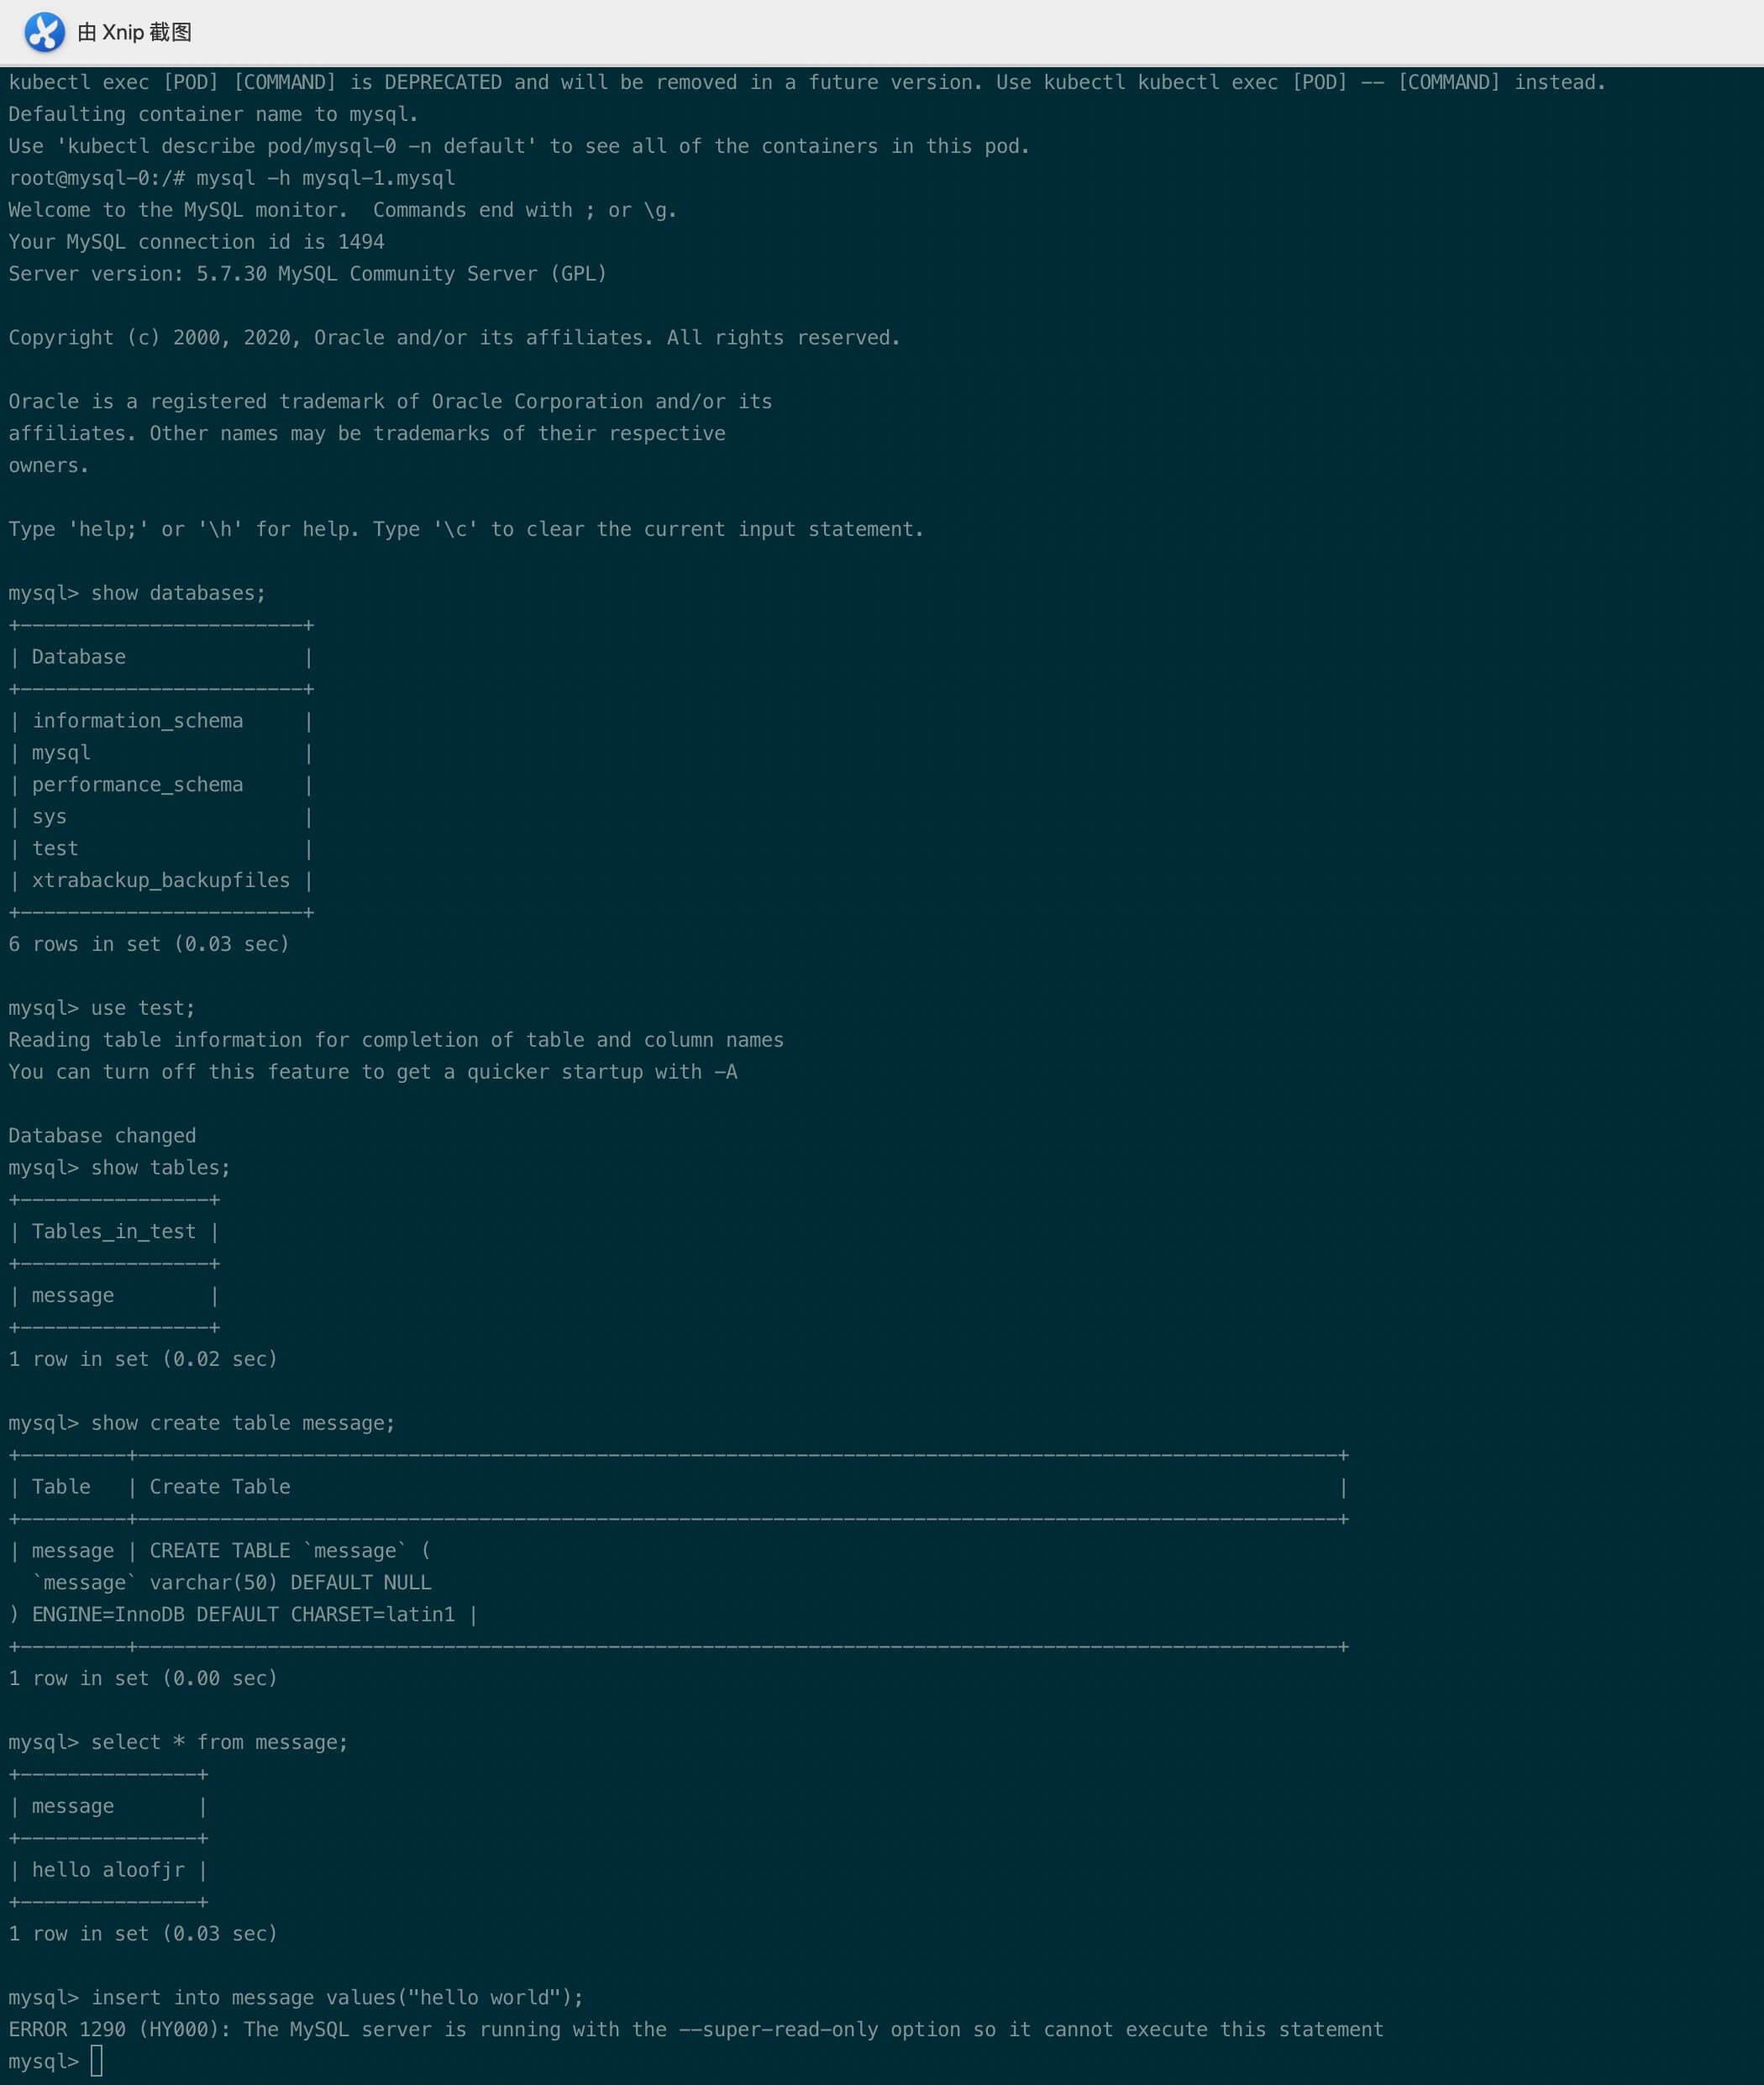 由 Xnip 截图
kubectl exec [POD] [COMMAND] is DEPRECATED and will be removed in a future version. Use kubectl kubectl exec [POD] -- [COMMAND] instead.
Defaulting container name to mysql.
Use 'kubectl describe pod/mysql-0 -n default' to see all of the containers in this pod.
root@mysql-0:/# mysql -h mysql-1.mysql
Welcome to the MySQL monitor.  Commands end with ; or \g.
Your MySQL connection id is 1494
Server version: 5.7.30 MySQL Community Server (GPL)

Copyright (c) 2000, 2020, Oracle and/or its affiliates. All rights reserved.

Oracle is a registered trademark of Oracle Corporation and/or its
affiliates. Other names may be trademarks of their respective
owners.

Type 'help;' or '\h' for help. Type '\c' to clear the current input statement.

mysql> show databases;
+------------------------+
| Database               |
+------------------------+
| information_schema     |
| mysql                  |
| performance_schema     |
| sys                    |
| test                   |
| xtrabackup_backupfiles |
+------------------------+
6 rows in set (0.03 sec)

mysql> use test;
Reading table information for completion of table and column names
You can turn off this feature to get a quicker startup with -A

Database changed
mysql> show tables;
+----------------+
| Tables_in_test |
+----------------+
| message        |
+----------------+
1 row in set (0.02 sec)

mysql> show create table message;
+---------+------------------------------------------------------------------------------------------------------+
| Table   | Create Table                                                                                         |
+---------+------------------------------------------------------------------------------------------------------+
| message | CREATE TABLE `message` (
  `message` varchar(50) DEFAULT NULL
) ENGINE=InnoDB DEFAULT CHARSET=latin1 |
+---------+------------------------------------------------------------------------------------------------------+
1 row in set (0.00 sec)

mysql> select * from message;
+---------------+
| message       |
+---------------+
| hello aloofjr |
+---------------+
1 row in set (0.03 sec)

mysql> insert into message values("hello world");
ERROR 1290 (HY000): The MySQL server is running with the --super-read-only option so it cannot execute this statement
mysql>